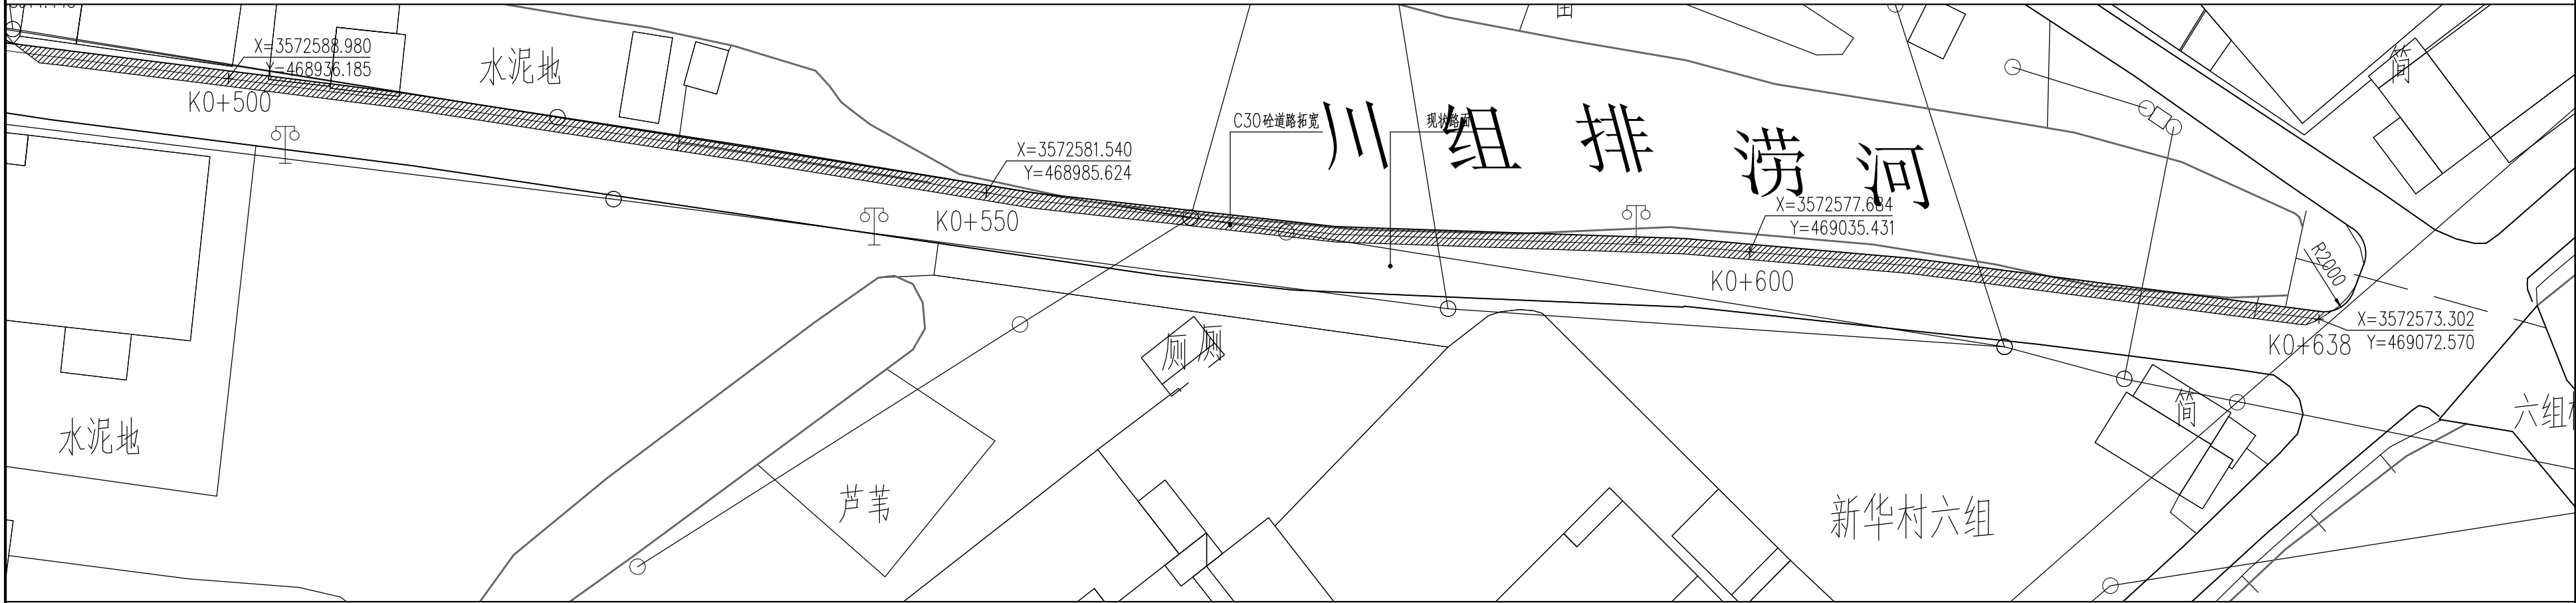 X=3572588.980
Y=468936.185
K0+500
水泥地
C30砼道路拓宽
现状路面
川组排涝河
简
X=3572581.540
Y=468985.624
K0+550
X=3572577.684
Y=469035.431
K0+600
R2000
X=3572573.302
Y=469072.570
K0+638
厕
厕
简
水泥地
芦苇
新华村六组
六组